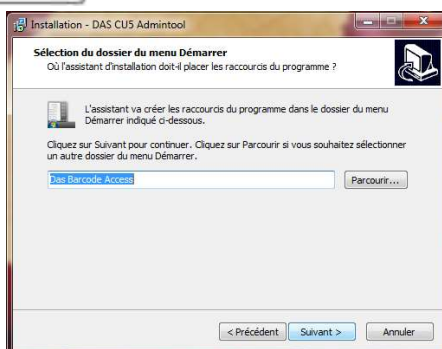 Installation - DAS CU5 Admintool
Sélection du dossier du menu Démarrer
Où l'assistant d'installation doit-il placer les raccourcis du programme ?
L'assistant va créer les raccourcis du programme dans le dossier du menu
Démarrer indiqué ci-dessous.
Cliquez sur Suivant pour continuer. Cliquez sur Parcourir si vous souhaitez sélectionner
un autre dossier du menu Démarrer.
Das Barcode Access
Parcourir...
< Précédent
Suivant >
Annuler